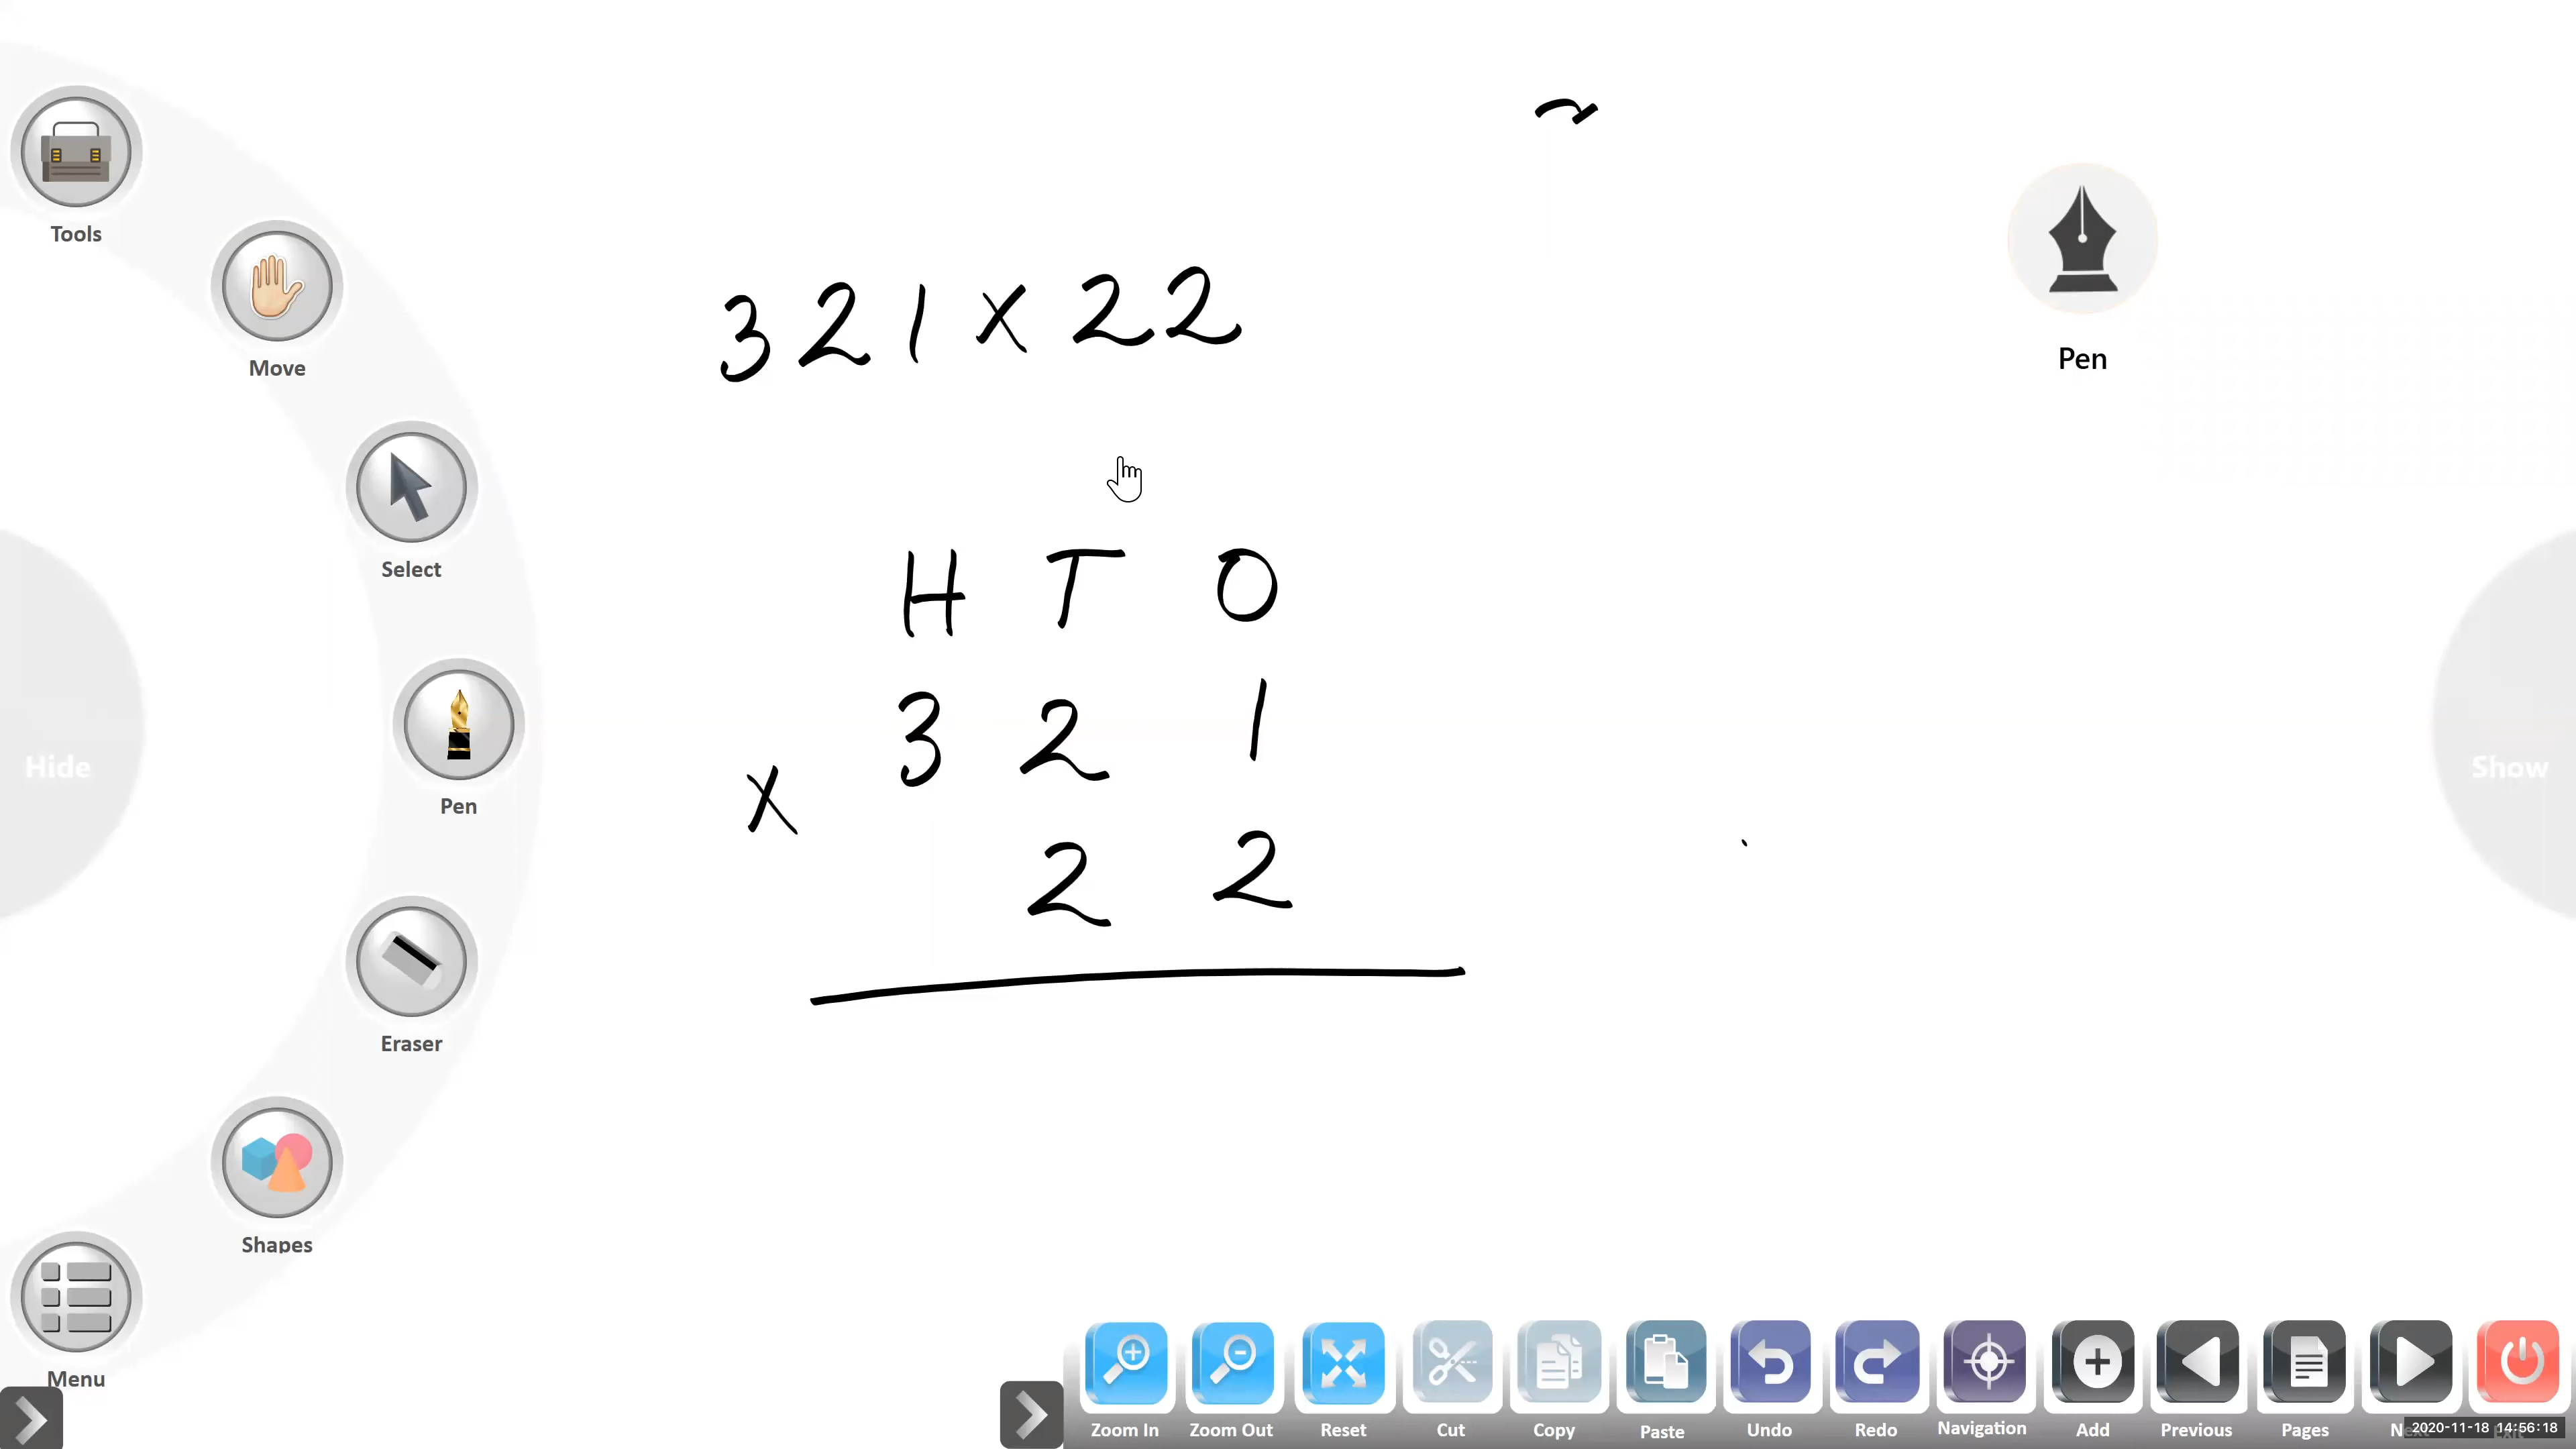 Tools
Move
321 x 22
Pen
Select
H T O
3 2 1
x 2 2
Hide
Show
Pen
Eraser
Shapes
Menu
Zoom In Zoom Out Reset Cut Copy Paste Undo Redo Navigation Add Previous Pages
2020-11-18 14:56:18